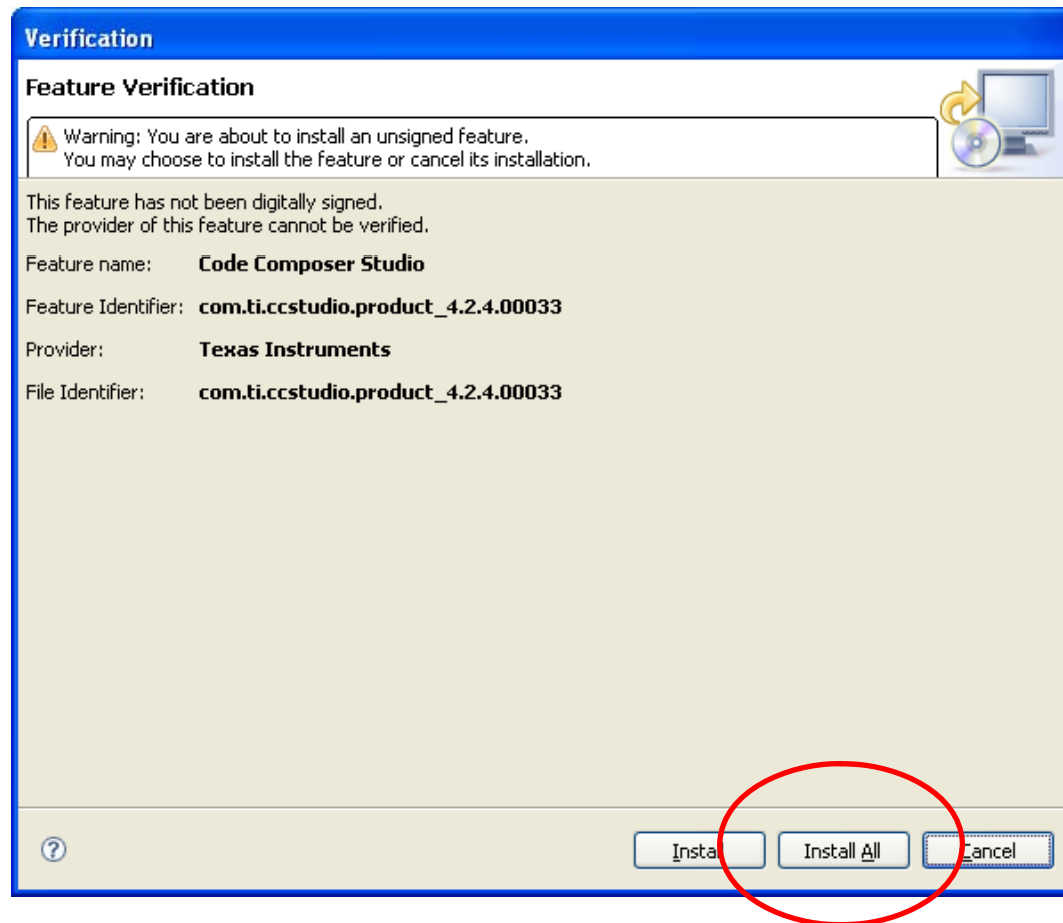 Verification
Feature Verification
Warning: You are about to install an unsigned feature.
You may choose to install the feature or cancel its installation.
This feature has not been digitally signed.
The provider of this feature cannot be verified.
Feature name: Code Composer Studio
Feature Identifier: com.ti.ccstudio.product_4.2.4.00033
Provider: Texas Instruments
File Identifier: com.ti.ccstudio.product_4.2.4.00033
Install Install All Cancel